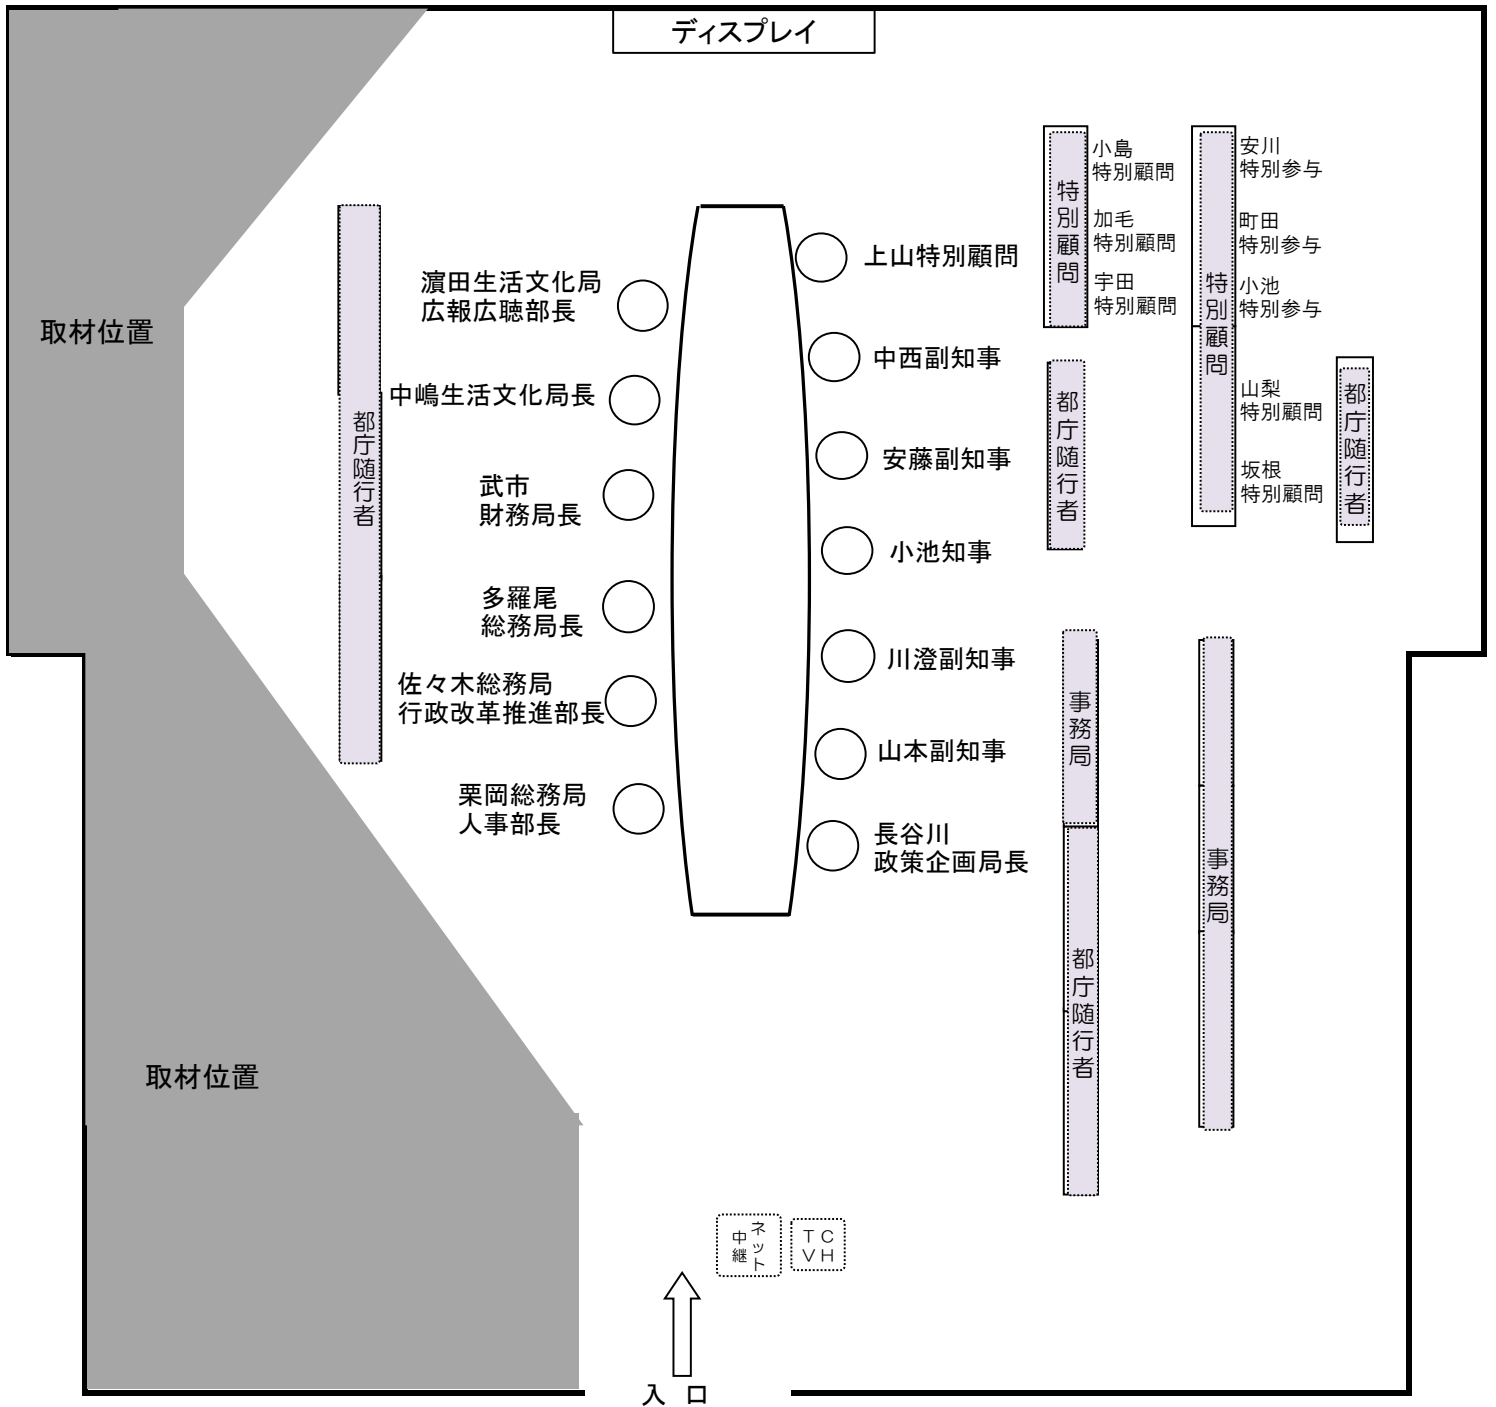 ディスプレイ
取材位置
濵田生活文化局
広報広聴部長
中嶋生活文化局長
武市
財務局長
多羅尾
総務局長
佐々木総務局
行政改革推進部長
栗岡総務局
人事部長
都庁随行者
上山特別顧問
中西副知事
安藤副知事
小池知事
川澄副知事
山本副知事
長谷川
政策企画局長
特別顧問
小島
特別顧問
加毛
特別顧問
宇田
特別顧問
都庁随行者
特別顧問
安川
特別参与
町田
特別参与
小池
特別参与
山梨
特別顧問
坂根
特別顧問
都庁随行者
事務局
都庁随行者
事務局
取材位置
ネット
中継
TC
VH
入 口